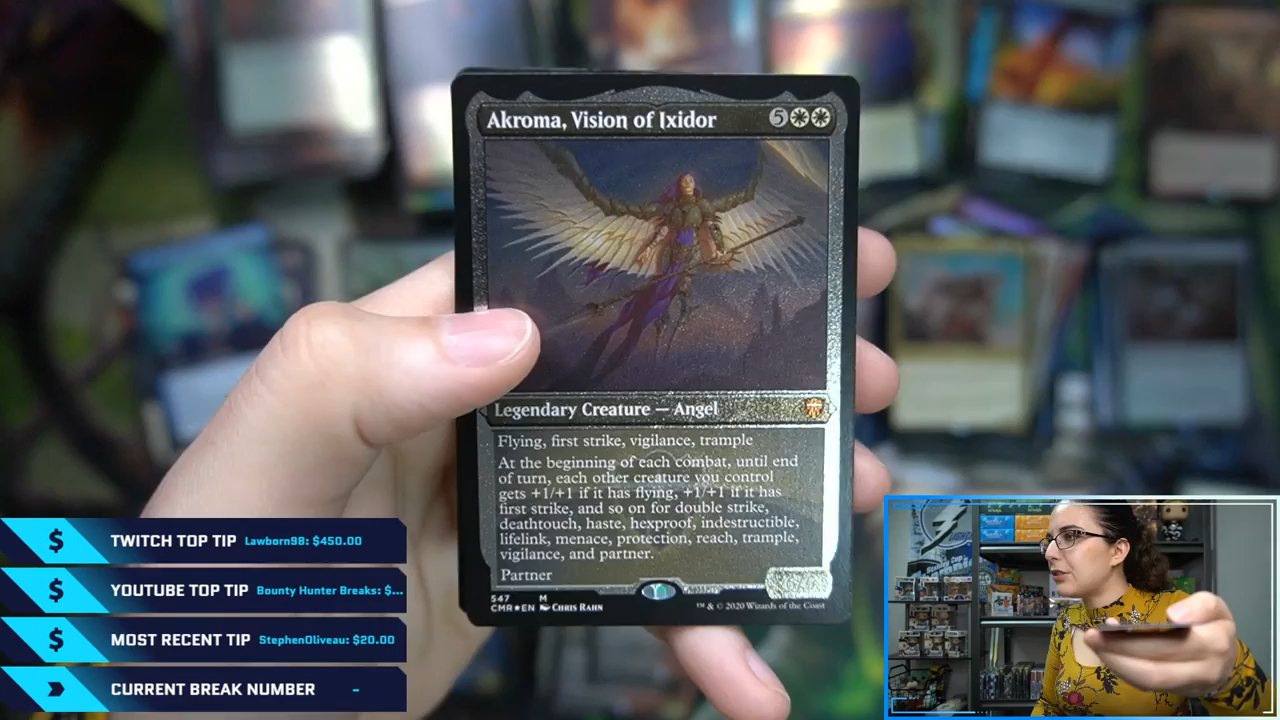 Akroma, Vision of Ixidor 5
Legendary Creature — Angel
Flying, first strike, vigilance, trample
At the beginning of each combat, until end
of turn, each other creature you control
gets +1/+1 if it has flying, +1/+1 if it has
first strike, and so on for double strike,
deathtouch, haste, hexproof, indestructible,
lifelink, menace, protection, reach, trample,
vigilance, and partner.
Partner
547 M
CMR★EN Chris Rahn
™ & © 2020 Wizards of the Coast
$ TWITCH TOP TIP Lawborn98: $450.00
$ YOUTUBE TOP TIP Bounty Hunter Breaks: $...
$ MOST RECENT TIP StephenOliveau: $20.00
CURRENT BREAK NUMBER -